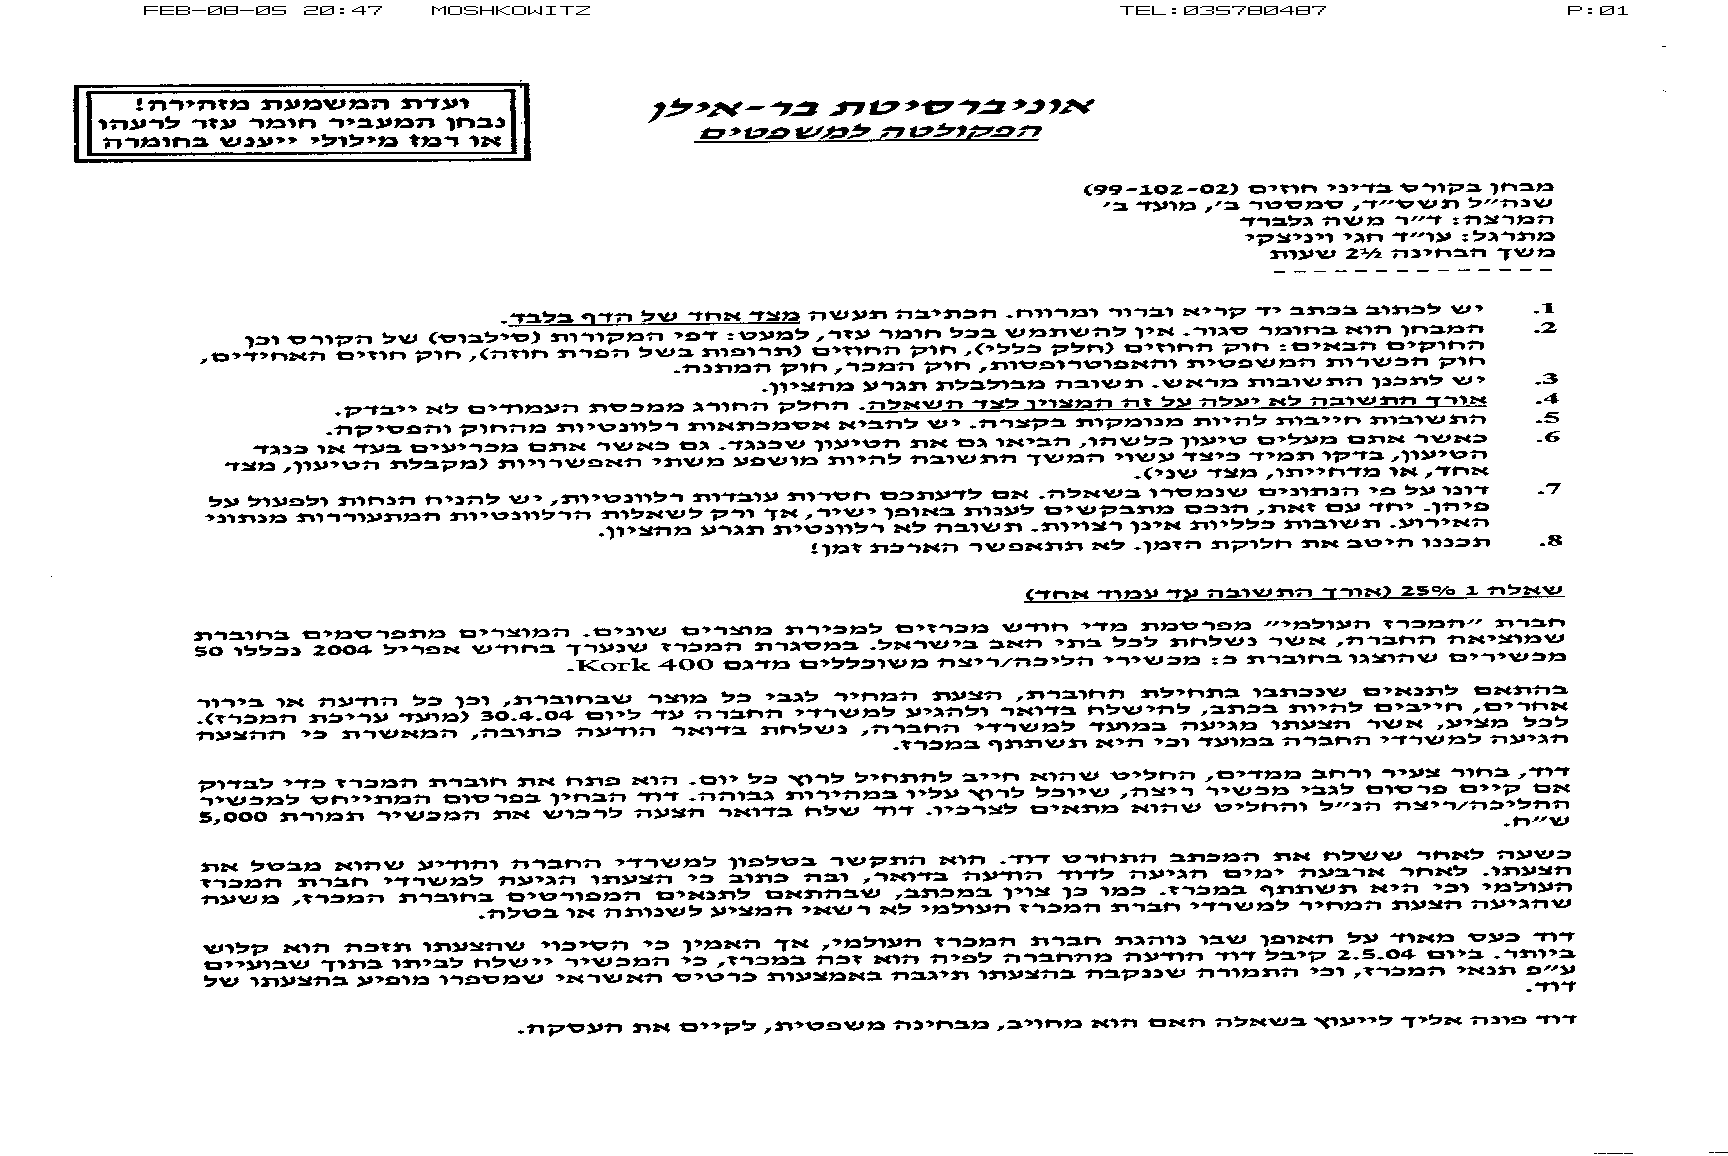 FEB-08-05 20:47 MOSHKOWITZ TEL:035780487 P:01
ועדת המשמעת מזהירה!
נבחן המעביר חומר עזר לרעהו
או רמז מילולי ייענש בחומרה
אוניברסיטת בר-אילן
הפקולטה למשפטים
מבחן בקורס בדיני חוזים (99-102-02)
שנה"ל תשס"ד, סמסטר ב', מועד ב'
המרצה: ד"ר משה גלברד
מתרגל: עו"ד חגי ויניצקי
משך הבחינה 2½ שעות
1. יש לכתוב בכתב יד קריא וברור ומרווח. הכתיבה תעשה מצד אחד של הדף בלבד.
2. המבחן הוא בחומר סגור. אין להשתמש בכל חומר עזר, למעט: דפי המקורות (סילבוס) של הקורס וכן
החוקים הבאים: חוק החוזים (חלק כללי), חוק החוזים (תרופות בשל הפרת חוזה), חוק חוזים האחידים,
חוק הכשרות המשפטית והאפוטרופסות, חוק המכר, חוק המתנה.
3. יש לתכנן התשובות מראש. תשובה מבולבלת תגרע מהציון.
4. אורך התשובה לא יעלה על זה המצוין לצד השאלה. החלק החורג ממכסת העמודים לא ייבדק.
5. התשובות חייבות להיות מנומקות בקצרה. יש להביא אסמכתאות רלוונטיות מהחוק והפסיקה.
6. כאשר אתם מעלים טיעון כלשהו, הביאו גם את הטיעון שכנגד. גם כאשר אתם מכריעים בעד או כנגד
הטיעון, בדקו תמיד כיצד עשוי המשך התשובה להיות מושפע משתי האפשרויות (מקבלת הטיעון, מצד
אחד, או מדחייתו, מצד שני).
7. דונו על פי הנתונים שנמסרו בשאלה. אם לדעתכם חסרות עובדות רלוונטיות, יש להניח הנחות ולפעול על
פיהן. יחד עם זאת, הנכם מתבקשים לענות באופן ישיר, אך ורק לשאלות הרלוונטיות המתעוררות מנתוני
האירוע. תשובות כלליות אינן רצויות. תשובה לא רלוונטית תגרע מהציון.
8. תכננו היטב את חלוקת הזמן. לא תתאפשר הארכת זמן!
שאלה 1 25% (אורך התשובה עד עמוד אחד)
חברת "המכרז העולמי" מפרסמת מדי חודש מכרזים למכירת מוצרים שונים. המוצרים מתפרסמים בחוברת
שמוציאה החברה, אשר נשלחת לכל בתי האב בישראל. במסגרת המכרז שנערך בחודש אפריל 2004 נכללו 50
מכשירים שהוצגו בחוברת כ: מכשירי הליכה/ריצה משוכללים מדגם Kork 400.
בהתאם לתנאים שנכתבו בתחילת החוברת, הצעת המחיר לגבי כל מוצר שבחוברת, וכן כל הודעה או בירור
אחרים, חייבים להיות בכתב, להישלח בדואר ולהגיע למשרדי החברה עד ליום 30.4.04 (מועד עריכת המכרז).
לכל מציע, אשר הצעתו מגיעה במועד למשרדי החברה, נשלחת בדואר הודעה כתובה, המאשרת כי ההצעה
הגיעה למשרדי החברה במועד וכי היא תשתתף במכרז.
דוד, בחור צעיר ורחב ממדים, החליט שהוא חייב להתחיל לרוץ כל יום. הוא פתח את חוברת המכרז כדי לבדוק
אם קיים פרסום לגבי מכשיר ריצה, שיוכל לרוץ עליו במהירות גבוהה. דוד הבחין בפרסום המתייחס למכשיר
ההליכה/ריצה הנ"ל והחליט שהוא מתאים לצרכיו. דוד שלח בדואר הצעה לרכוש את המכשיר תמורת 5,000
ש"ח.
כשעה לאחר ששלח את המכתב התחרט דוד. הוא התקשר בטלפון למשרדי החברה והודיע שהוא מבטל את
הצעתו. לאחר ארבעה ימים הגיעה לדוד הודעה בדואר, ובה כתוב כי הצעתו הגיעה למשרדי חברת המכרז
העולמי וכי היא תשתתף במכרז. כמו כן צוין במכתב, שבהתאם לתנאים המפורטים בחוברת המכרז, משעה
שהגיעה הצעת המחיר למשרדי חברת המכרז העולמי לא רשאי המציע לשנותה או בטלה.
דוד כעס מאוד על האופן שבו נוהגת חברת המכרז העולמי, אך האמין כי הסיכוי שהצעתו תזכה הוא קלוש
ביותר. ביום 2.5.04 קיבל דוד הודעה מהחברה לפיה הוא זכה במכרז, כי המכשיר יישלח לביתו בתוך שבועיים
ע"פ תנאי המכרז, וכי התמורה שננקבה בהצעתו תיגבה באמצעות כרטיס האשראי שמספרו מופיע בהצעתו של
דוד.
דוד פונה אליך לייעוץ בשאלה האם הוא מחויב, מבחינה משפטית, לקיים את העסקה.